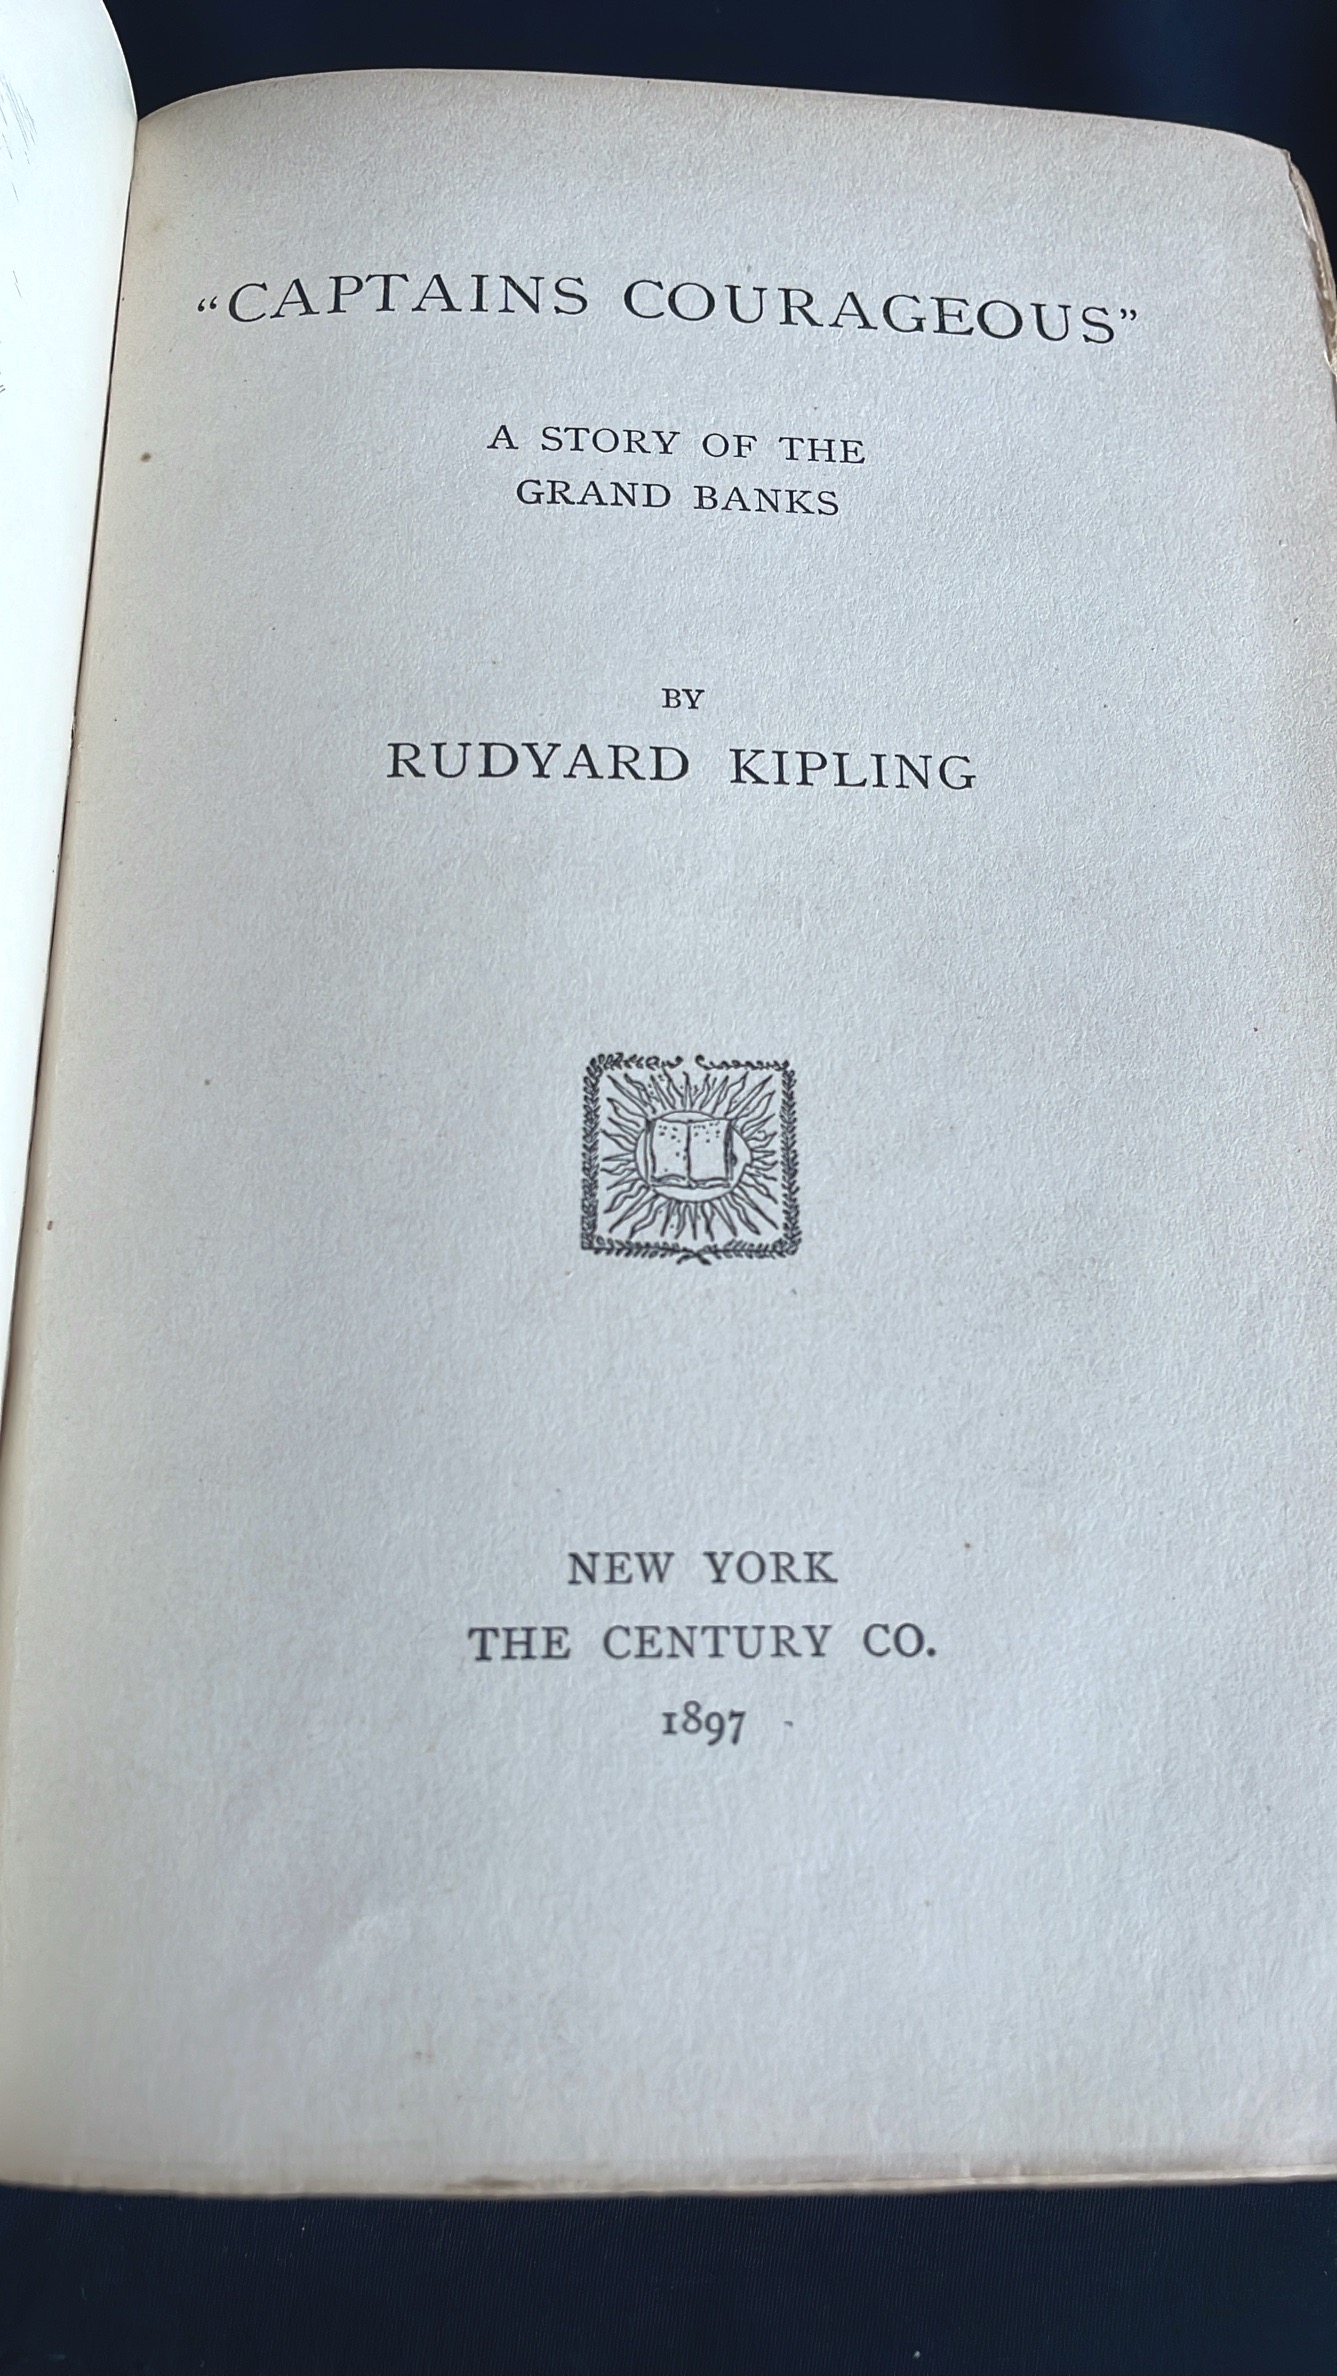 “CAPTAINS COURAGEOUS”
A STORY OF THE
GRAND BANKS
BY
RUDYARD KIPLING
NEW YORK
THE CENTURY CO.
1897